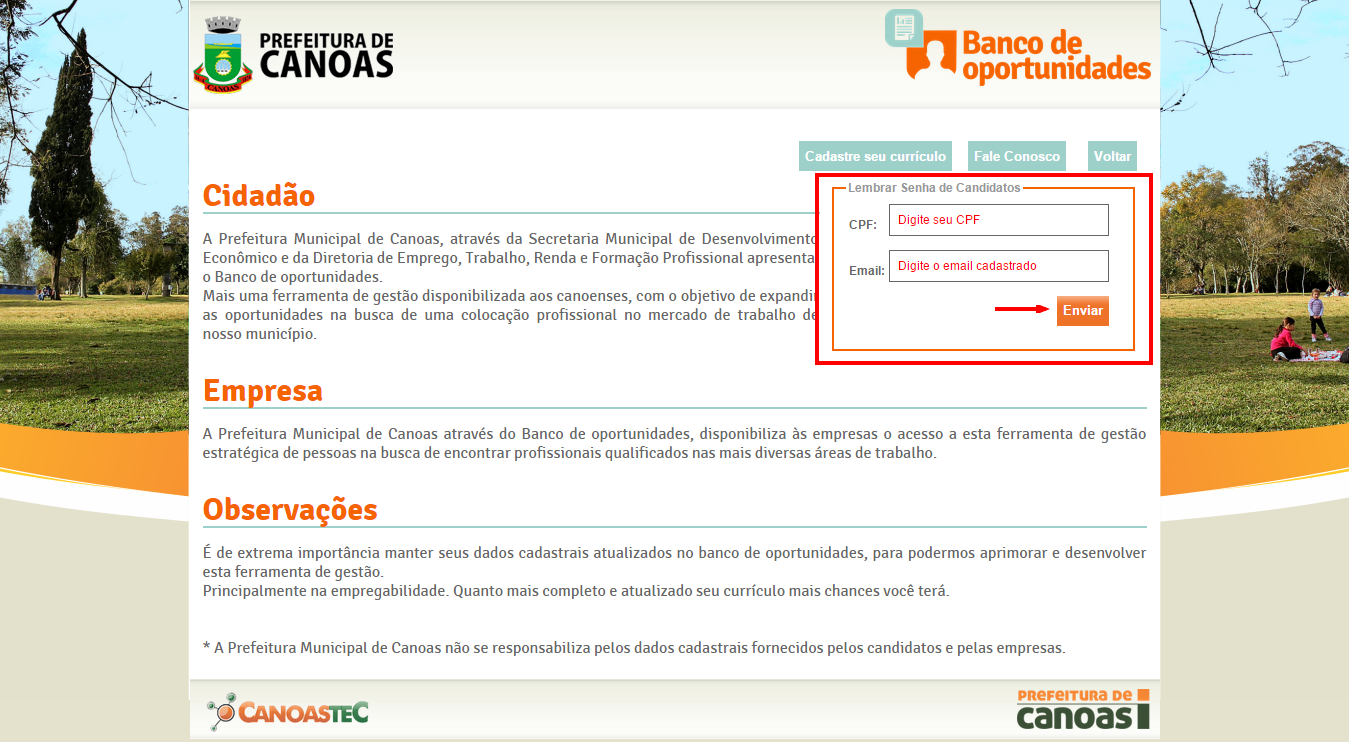 PREFEITURA DE
CANOAS
CANOAS
Banco de
oportunidades
Cadastre seu currículo
Fale Conosco
Voltar
Lembrar Senha de Candidatos
CPF:
Digite seu CPF
Email:
Digite o email cadastrado
Enviar
Cidadão
A Prefeitura Municipal de Canoas, através da Secretaria Municipal de Desenvolvimento
Econômico e da Diretoria de Emprego, Trabalho, Renda e Formação Profissional apresenta
o Banco de oportunidades.
Mais uma ferramenta de gestão disponibilizada aos canoenses, com o objetivo de expandir
as oportunidades na busca de uma colocação profissional no mercado de trabalho de
nosso município.
Empresa
A Prefeitura Municipal de Canoas através do Banco de oportunidades, disponibiliza às empresas o acesso a esta ferramenta de gestão
estratégica de pessoas na busca de encontrar profissionais qualificados nas mais diversas áreas de trabalho.
Observações
É de extrema importância manter seus dados cadastrais atualizados no banco de oportunidades, para podermos aprimorar e desenvolver
esta ferramenta de gestão.
Principalmente na empregabilidade. Quanto mais completo e atualizado seu currículo mais chances você terá.
* A Prefeitura Municipal de Canoas não se responsabiliza pelos dados cadastrais fornecidos pelos candidatos e pelas empresas.
CANOASTEC
PREFEITURA DE
canoas